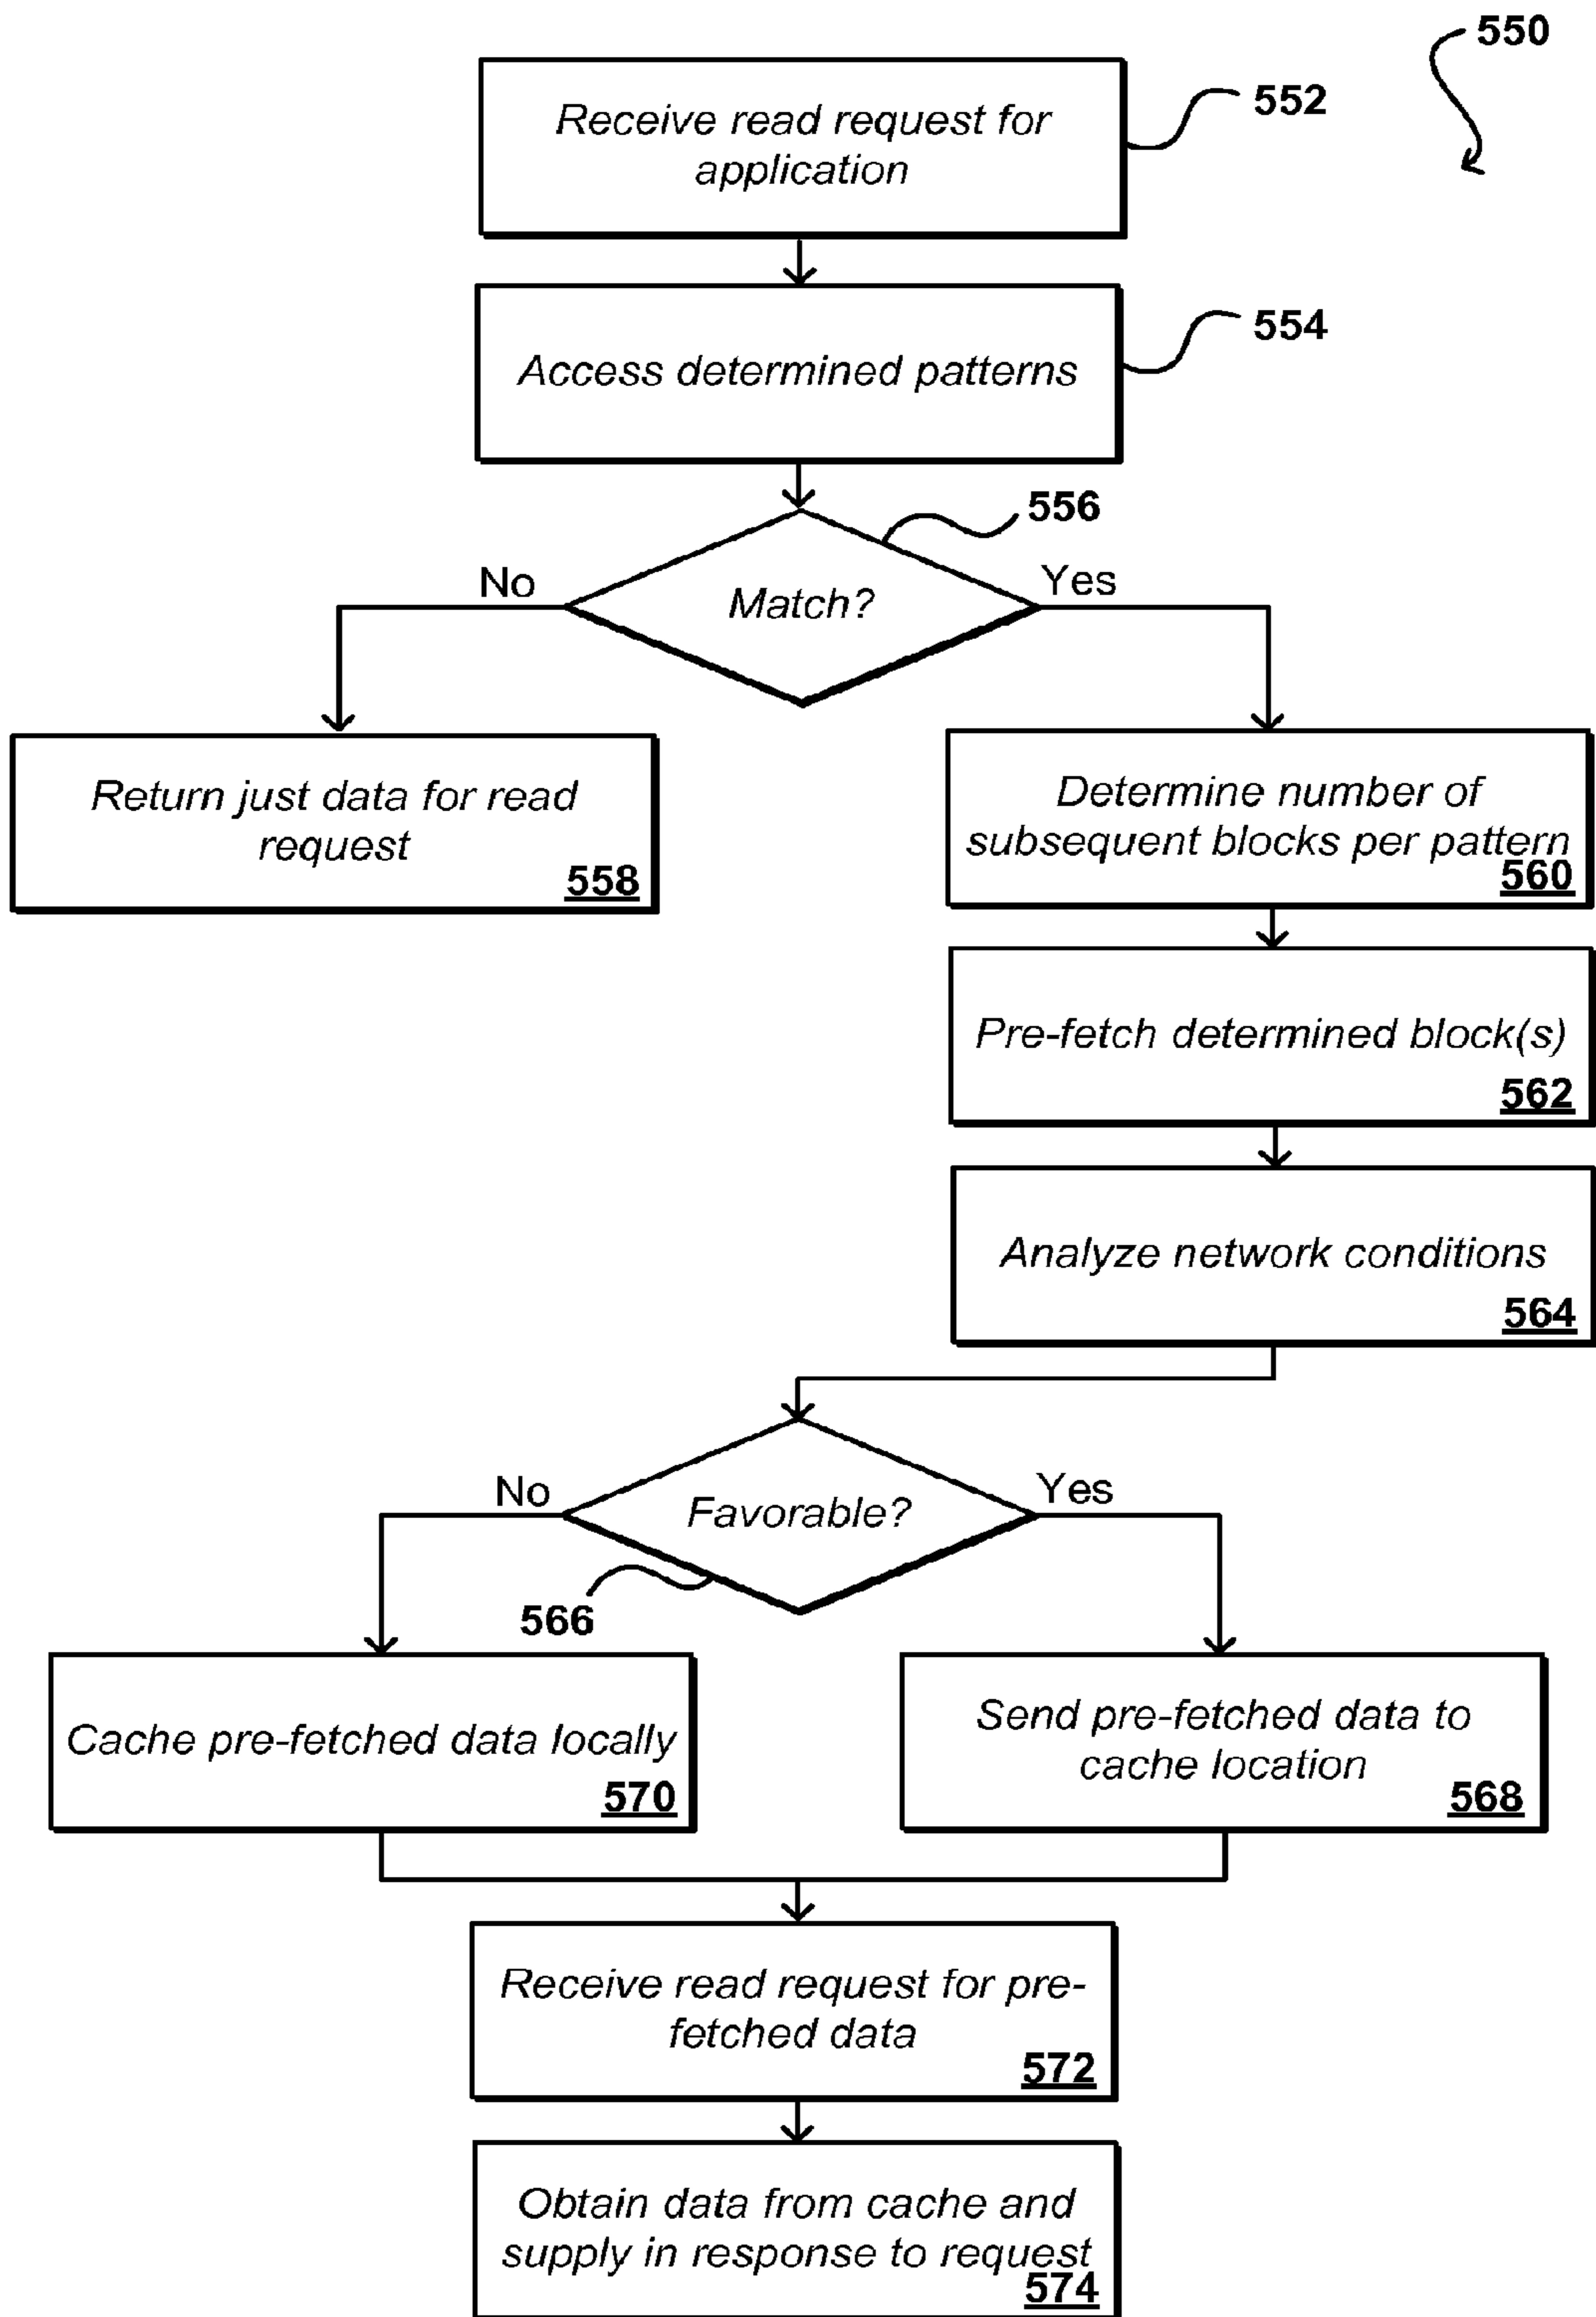 550
Receive read request for
application
552
Access determined patterns
554
556
No
Match?
Yes
Return just data for read
request
558
Determine number of
subsequent blocks per pattern
560
Pre-fetch determined block(s)
562
Analyze network conditions
564
No
Favorable?
Yes
566
Cache pre-fetched data locally
570
Send pre-fetched data to
cache location
568
Receive read request for pre-
fetched data
572
Obtain data from cache and
supply in response to request
574